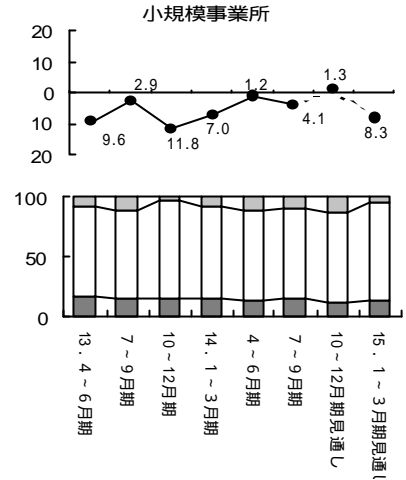 小規模事業所
20
10
0
10
20
9.6
2.9
11.8
7.0
1.2
4.1
1.3
8.3
100
50
0
13．4～6月期
7～9月期
10～12月期
14．1～3月期
4～6月期
7～9月期
10～12月期見通し
15．1～3月期見通し